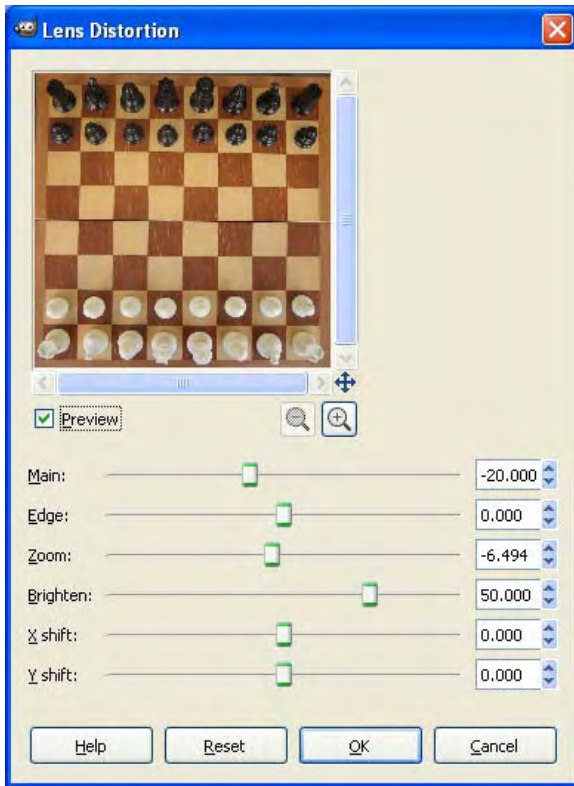 Lens Distortion
Preview
Main: -20.000
Edge: 0.000
Zoom: -6.494
Brighten: 50.000
X shift: 0.000
Y shift: 0.000
Help Reset OK Cancel